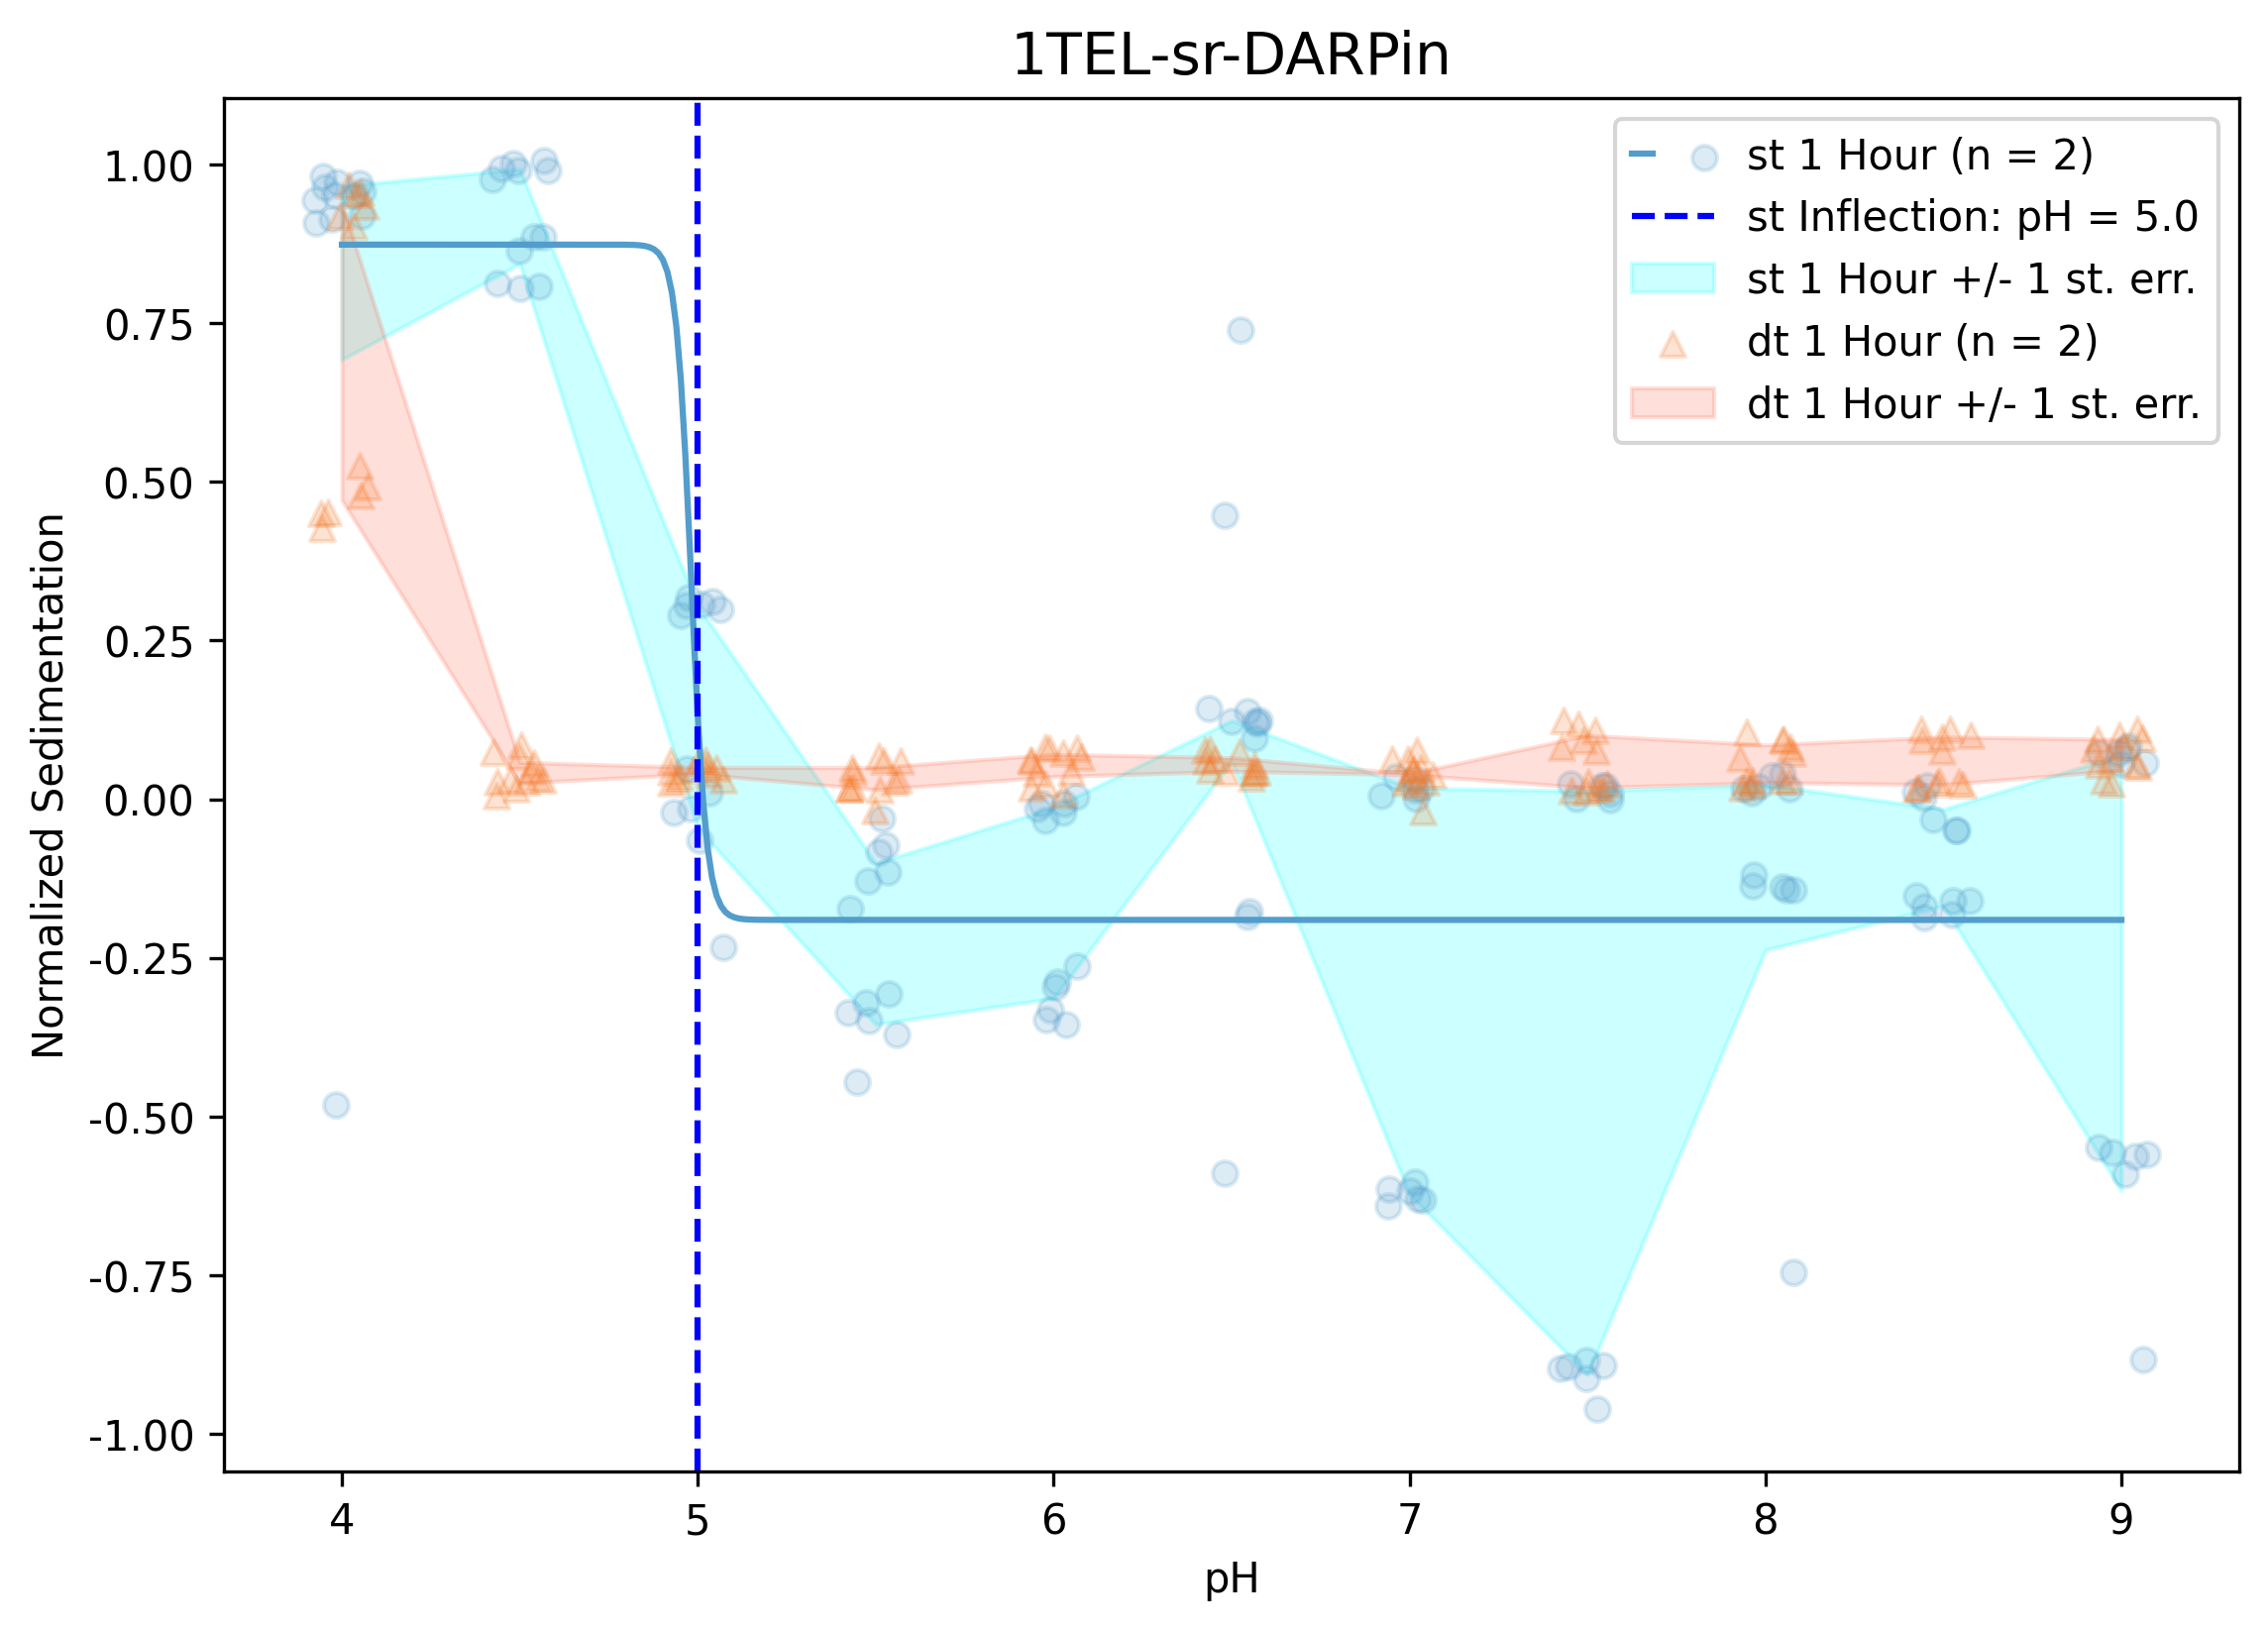 1TEL-sr-DARPin
st 1 Hour (n = 2)
st Inflection: pH = 5.0
st 1 Hour +/- 1 st. err.
dt 1 Hour (n = 2)
dt 1 Hour +/- 1 st. err.
Normalized Sedimentation
1.00
0.75
0.50
0.25
0.00
-0.25
-0.50
-0.75
-1.00
4 5 6 7 8 9
pH